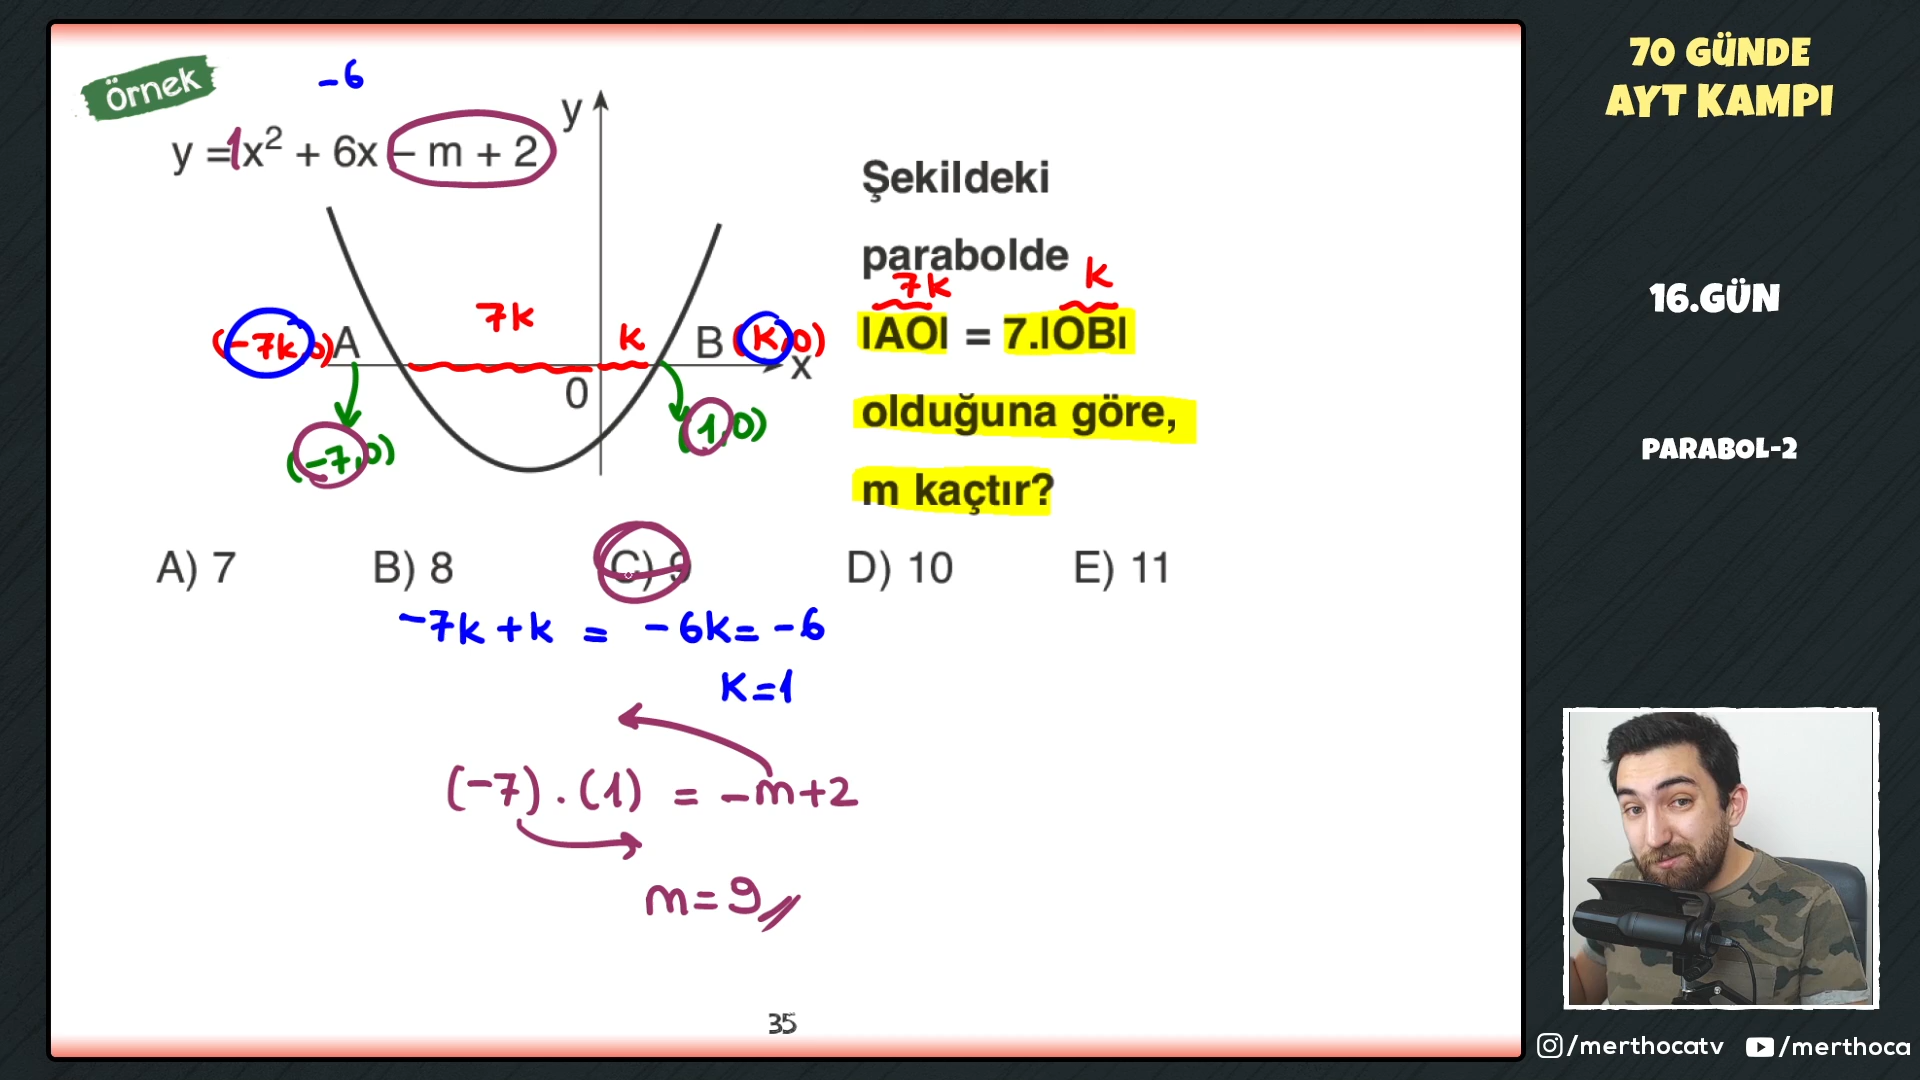 Örnek
-6
y = 1x² + 6x - m + 2
y
Şekildeki
parabolde
7k k
|AO| = 7.|OB|
olduğuna göre,
m kaçtır?
7k k
(-7k,0) A B (k,0)
x
0
(-7,0) (1,0)
A) 7 B) 8 C) 9 D) 10 E) 11
-7k + k = -6k = -6
k = 1
(-7) . (1) = -m + 2
m = 9
35
70 GÜNDE
AYT KAMPI
16.GÜN
PARABOL-2
/merthocatv /merthoca